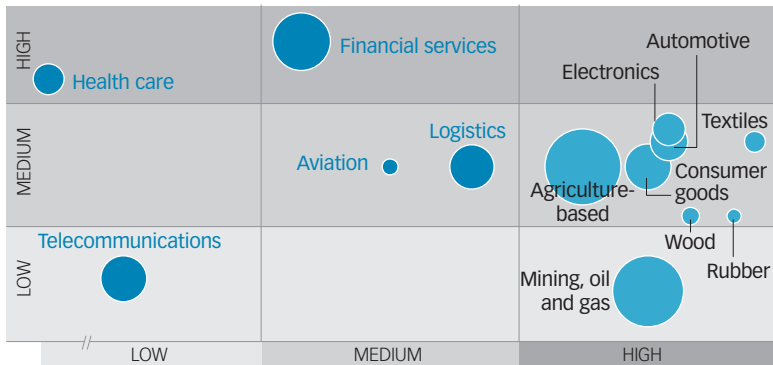 HIGH
Financial services
Automotive
Electronics
Health care
MEDIUM
Logistics
Textiles
Aviation
Consumer
goods
Agriculture-
based
Wood
Rubber
LOW
Telecommunications
Mining, oil
and gas
LOW
MEDIUM
HIGH